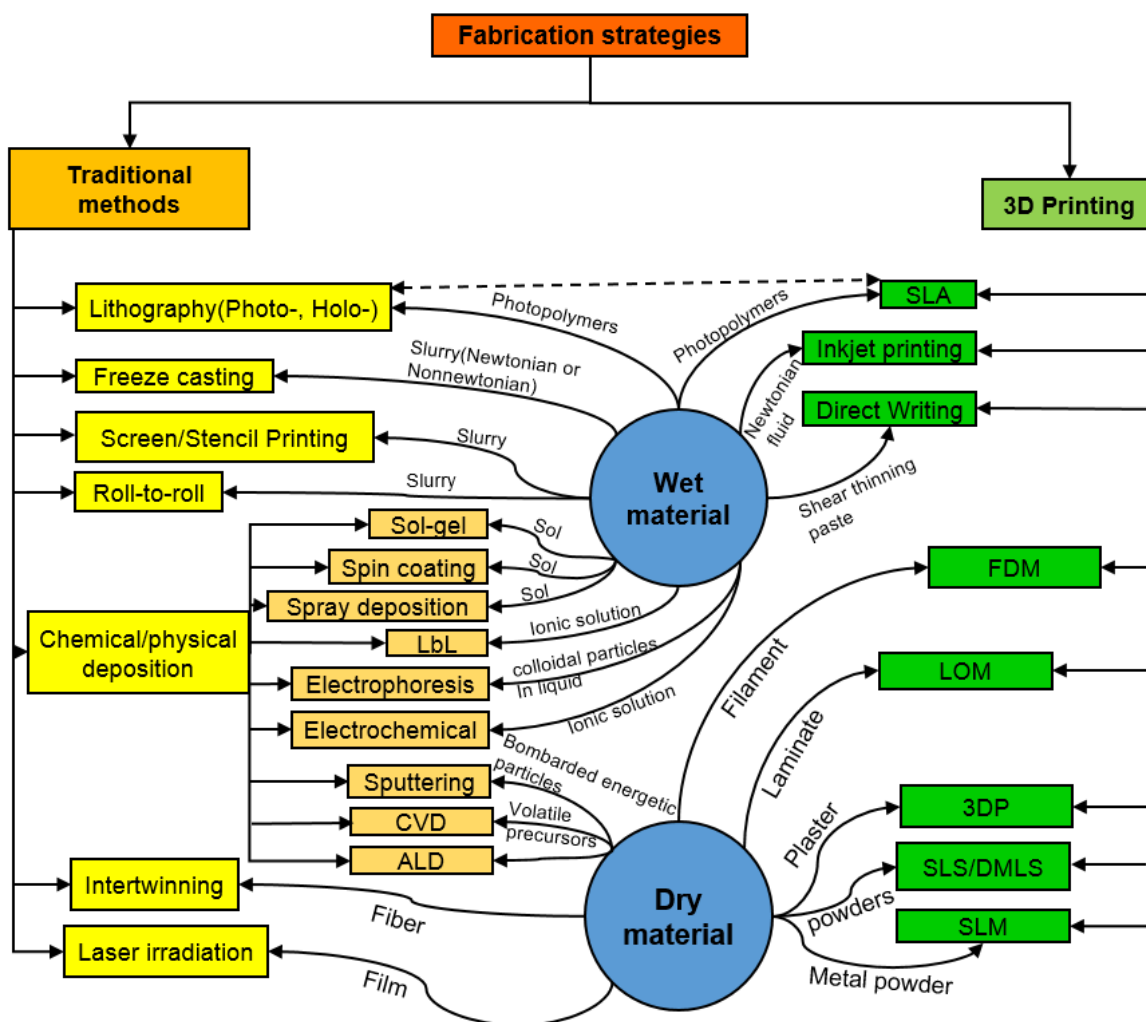 Fabrication strategies
Traditional
methods
3D Printing
Lithography(Photo-, Holo-)
Photopolymers
Photopolymers
SLA
Freeze casting
Slurry(Newtonian or
Nonnewtonian)
Newtonian
fluid
Inkjet printing
Screen/Stencil Printing
Slurry
Direct Writing
Roll-to-roll
Slurry
Wet
material
Shear thinning
paste
Sol-gel
Sol
Spin coating
Sol
Spray deposition
Sol
Chemical/physical
deposition
LbL
Ionic solution
Electrophoresis
colloidal particles
In liquid
Electrochemical
Ionic solution
Sputtering
Bombarded energetic
particles
CVD
Volatile
precursors
ALD
Filament
FDM
Laminate
LOM
Plaster
3DP
powders
SLS/DMLS
Metal powder
SLM
Dry
material
Intertwinning
Fiber
Laser irradiation
Film